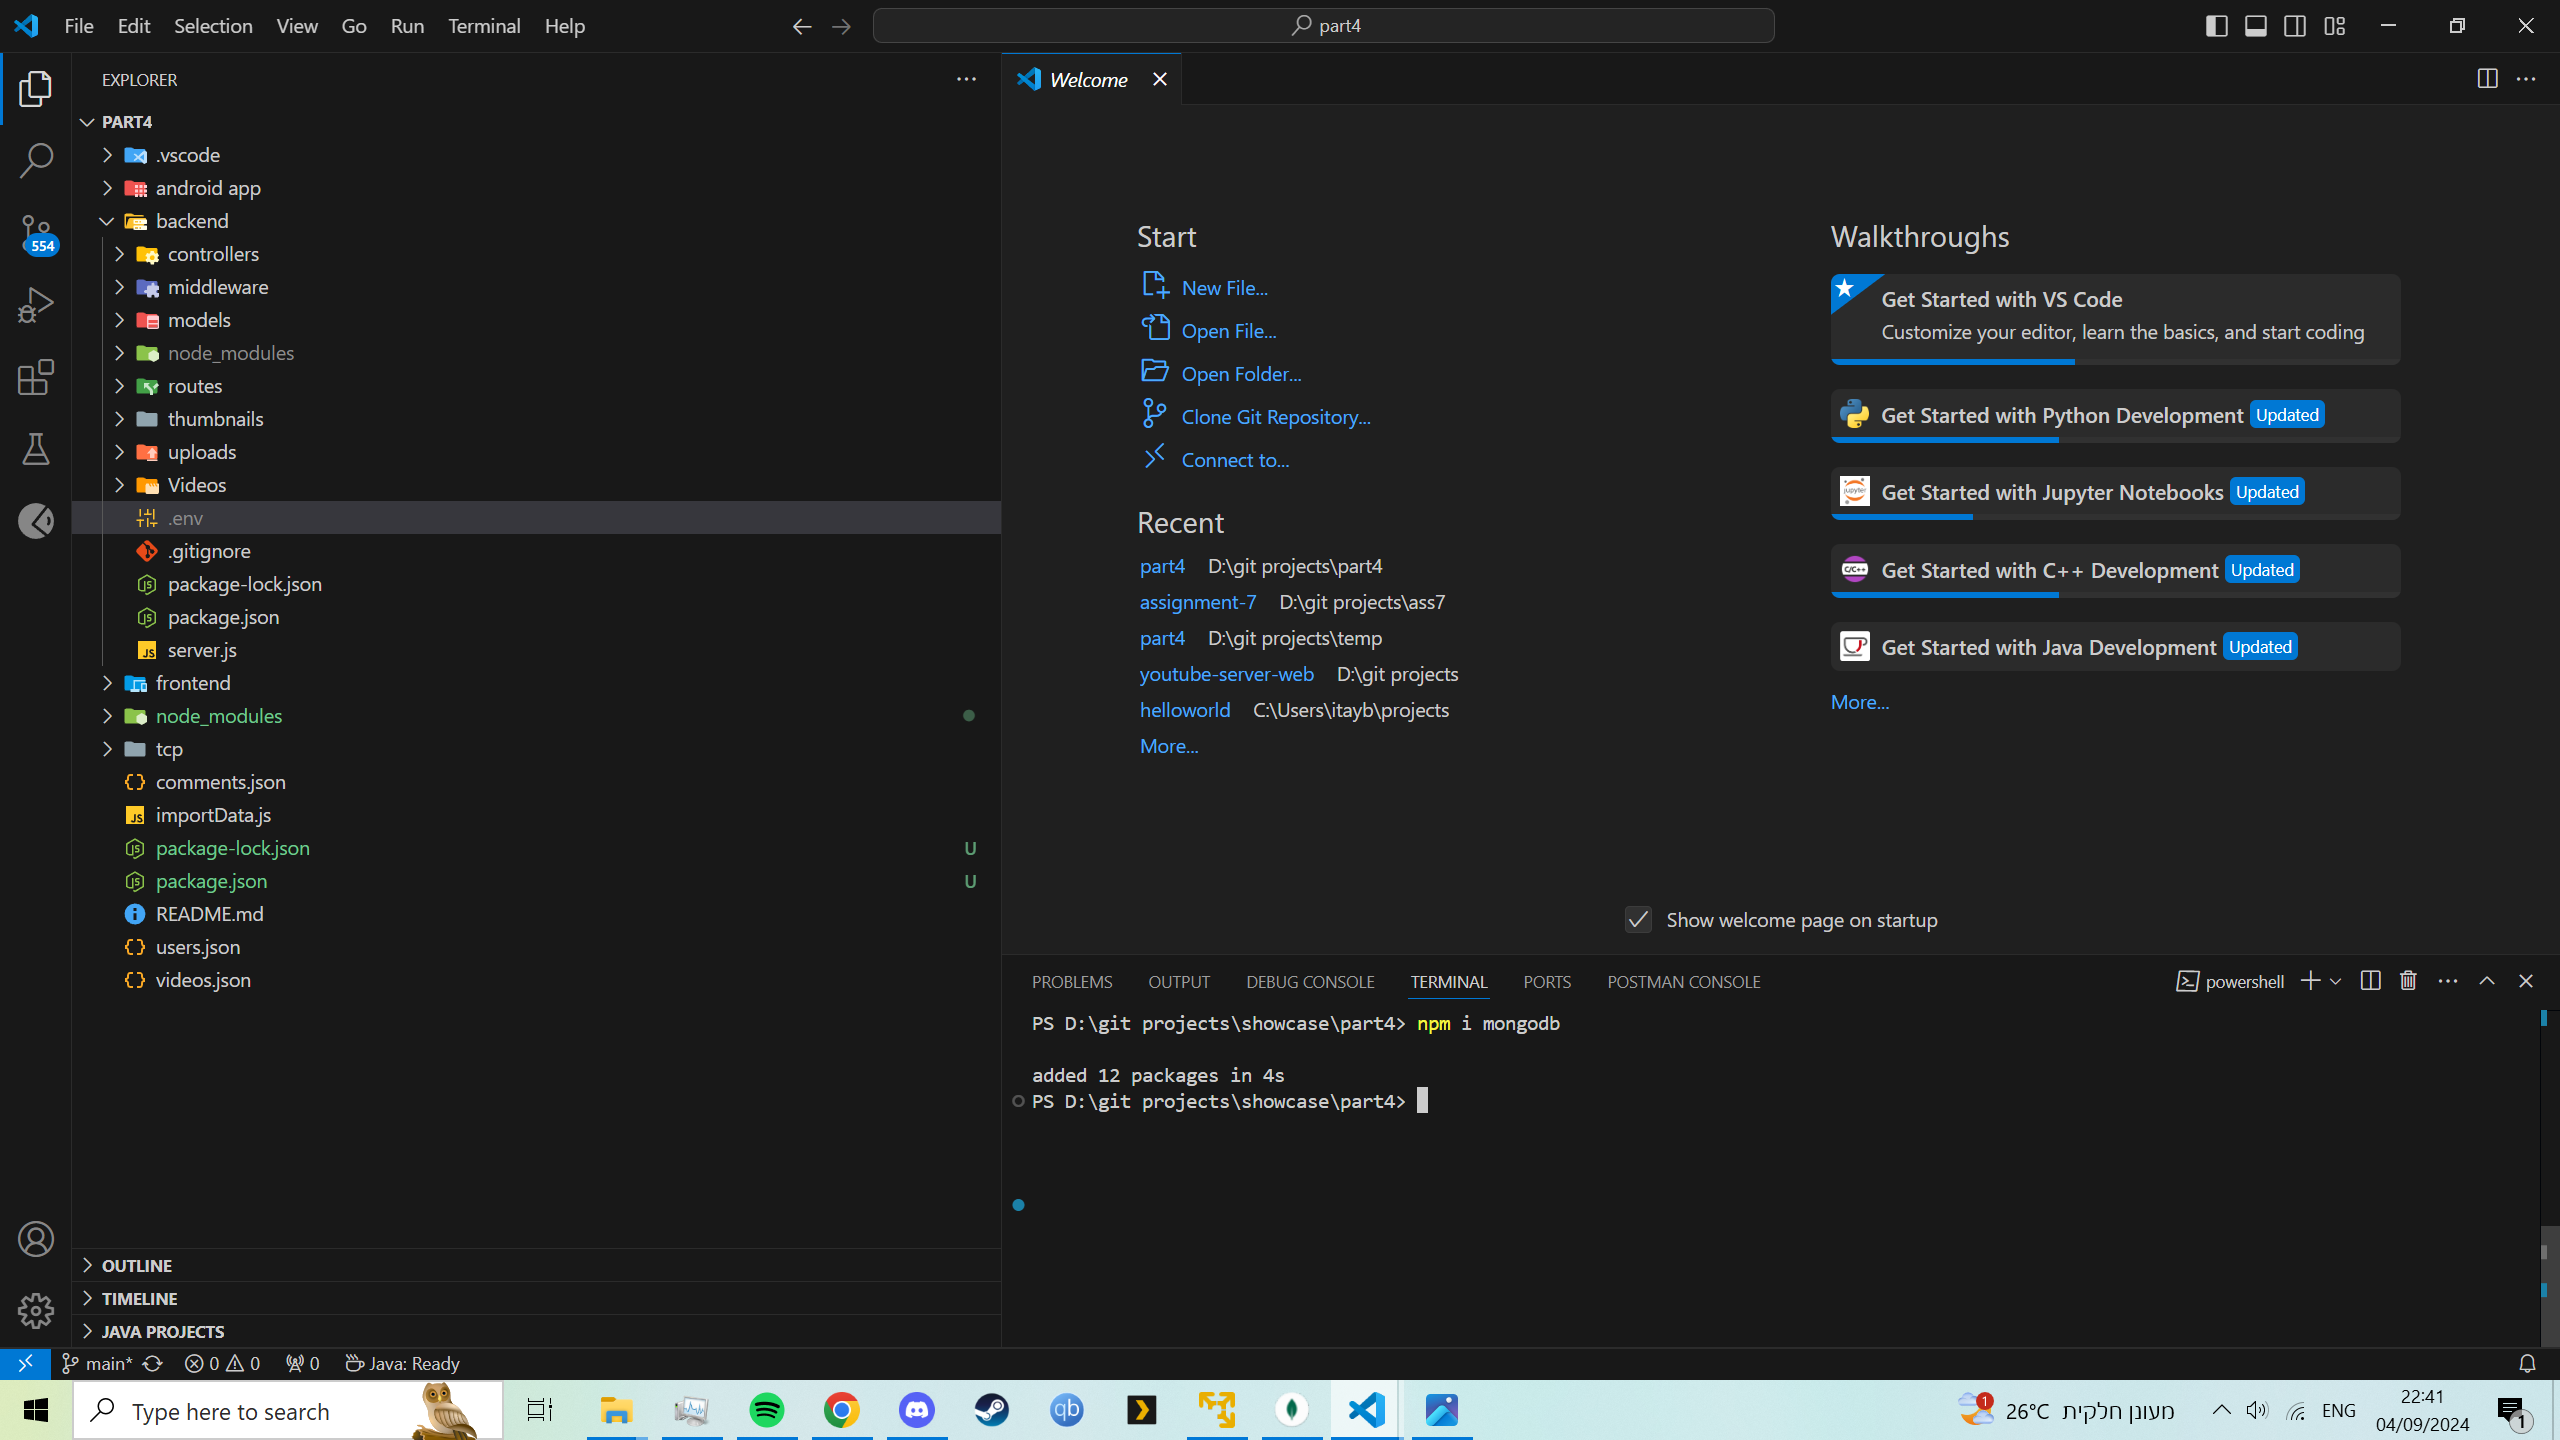 File Edit Selection View Go Run Terminal Help
part4
EXPLORER
PART4
.vscode
android app
backend
controllers
middleware
models
node_modules
routes
thumbnails
uploads
Videos
.env
.gitignore
package-lock.json
package.json
server.js
frontend
node_modules
tcp
comments.json
importData.js
package-lock.json U
package.json U
README.md
users.json
videos.json
OUTLINE
TIMELINE
JAVA PROJECTS
554
Welcome
Start
New File...
Open File...
Open Folder...
Clone Git Repository...
Connect to...
Recent
part4 D:\git projects\part4
assignment-7 D:\git projects\ass7
part4 D:\git projects\temp
youtube-server-web D:\git projects
helloworld C:\Users\itayb\projects
More...
Walkthroughs
Get Started with VS Code
Customize your editor, learn the basics, and start coding
Get Started with Python Development Updated
Get Started with Jupyter Notebooks Updated
Get Started with C++ Development Updated
Get Started with Java Development Updated
More...
Show welcome page on startup
PROBLEMS OUTPUT DEBUG CONSOLE TERMINAL PORTS POSTMAN CONSOLE
powershell
PS D:\git projects\showcase\part4> npm i mongodb
added 12 packages in 4s
PS D:\git projects\showcase\part4>
main* 0 0 0 Java: Ready
Type here to search
qb
1
26°C מעונן חלקית
ENG
22:41
04/09/2024
1